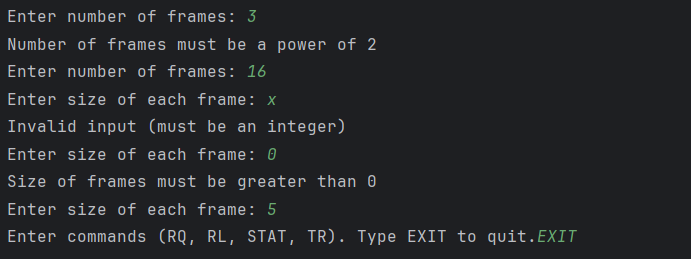 Enter number of frames: 3
Number of frames must be a power of 2
Enter number of frames: 16
Enter size of each frame: x
Invalid input (must be an integer)
Enter size of each frame: 0
Size of frames must be greater than 0
Enter size of each frame: 5
Enter commands (RQ, RL, STAT, TR). Type EXIT to quit.EXIT